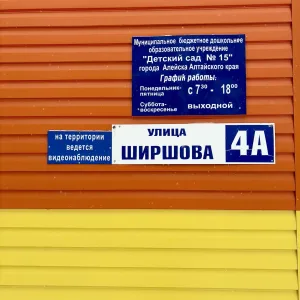 Муниципальное бюджетное дошкольное
образовательное учреждение
"Детский сад № 15"
города Алейска Алтайского края
График работы:
Понедельник-
пятница
с 7³⁰ - 18⁰⁰
Суббота-
воскресенье
выходной
на территории
ведется
видеонаблюдение
УЛИЦА
ШИРШОВА
4А